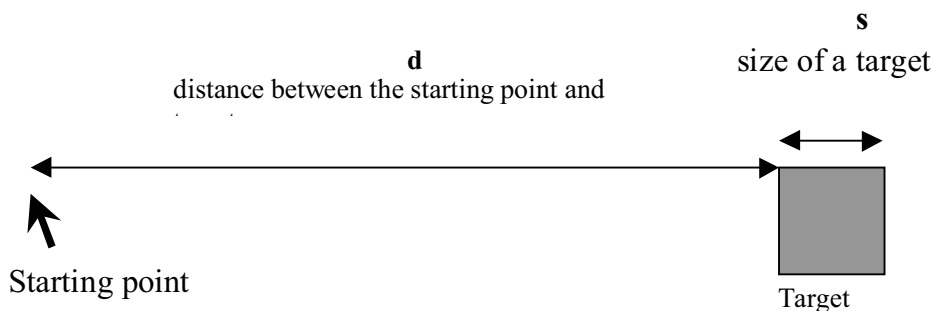 s
size of a target
d
distance between the starting point and
Starting point
Target